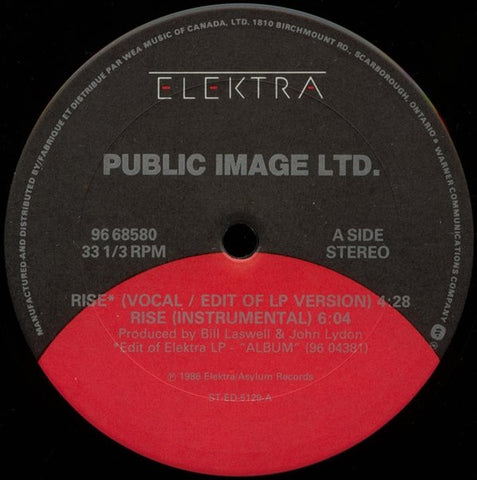 MANUFACTURED AND DISTRIBUTED BY/FABRIQUE ET DISTRIBUE PAR WEA MUSIC OF CANADA, LTD. 1810 BIRCHMOUNT RD., SCARBOROUGH, ONTARIO A WARNER COMMUNICATIONS COMPANY
ELEKTRA
PUBLIC IMAGE LTD.
96 68580 A SIDE
33 1/3 RPM STEREO
RISE* (VOCAL / EDIT OF LP VERSION) 4:28
RISE (INSTRUMENTAL) 6:04
Produced by Bill Laswell & John Lydon
*Edit of Elektra LP - "ALBUM" (96 04381)
℗ 1986 Elektra/Asylum Records
ST-ED-5129-A